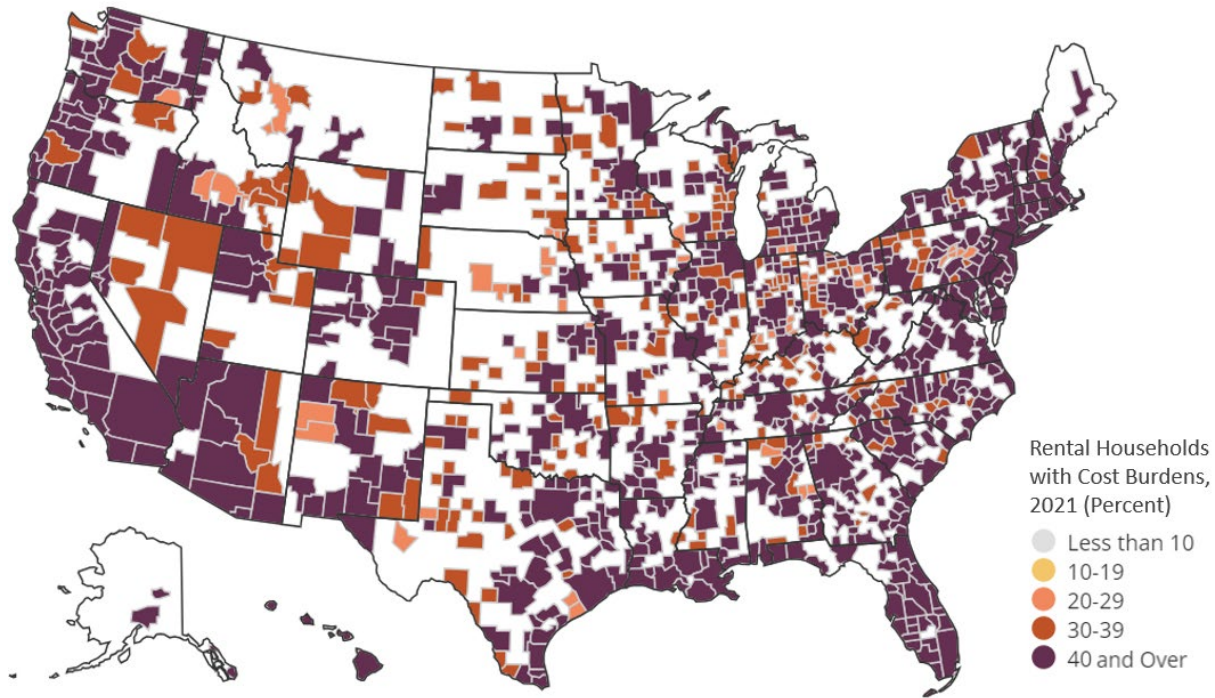 Rental Households
with Cost Burdens,
2021 (Percent)
Less than 10
10-19
20-29
30-39
40 and Over